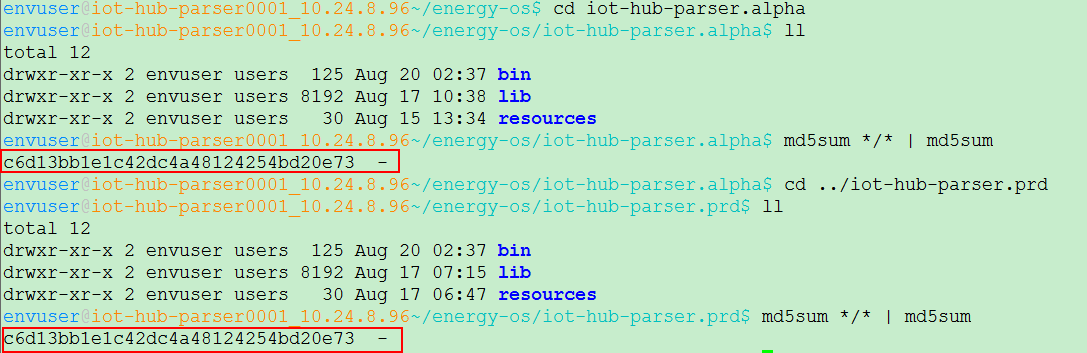 envuser@iot-hub-parser0001_10.24.8.96~/energy-os$ cd iot-hub-parser.alpha
envuser@iot-hub-parser0001_10.24.8.96~/energy-os/iot-hub-parser.alpha$ ll
total 12
drwxr-xr-x 2 envuser users  125 Aug 20 02:37 bin
drwxr-xr-x 2 envuser users 8192 Aug 17 10:38 lib
drwxr-xr-x 2 envuser users   30 Aug 15 13:34 resources
envuser@iot-hub-parser0001_10.24.8.96~/energy-os/iot-hub-parser.alpha$ md5sum */* | md5sum
c6d13bb1e1c42dc4a48124254bd20e73  -
envuser@iot-hub-parser0001_10.24.8.96~/energy-os/iot-hub-parser.alpha$ cd ../iot-hub-parser.prd
envuser@iot-hub-parser0001_10.24.8.96~/energy-os/iot-hub-parser.prd$ ll
total 12
drwxr-xr-x 2 envuser users  125 Aug 20 02:37 bin
drwxr-xr-x 2 envuser users 8192 Aug 17 07:15 lib
drwxr-xr-x 2 envuser users   30 Aug 17 06:47 resources
envuser@iot-hub-parser0001_10.24.8.96~/energy-os/iot-hub-parser.prd$ md5sum */* | md5sum
c6d13bb1e1c42dc4a48124254bd20e73  -